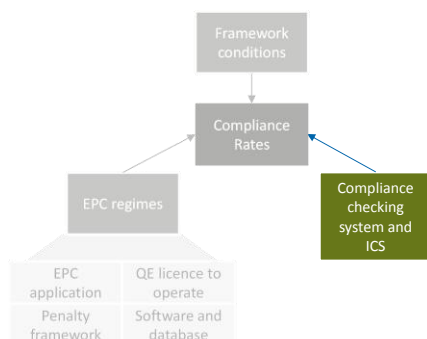 Framework
conditions
Compliance
Rates
EPC regimes
Compliance
checking
system and
ICS
EPC
application
QE licence to
operate
Penalty
framework
Software and
database